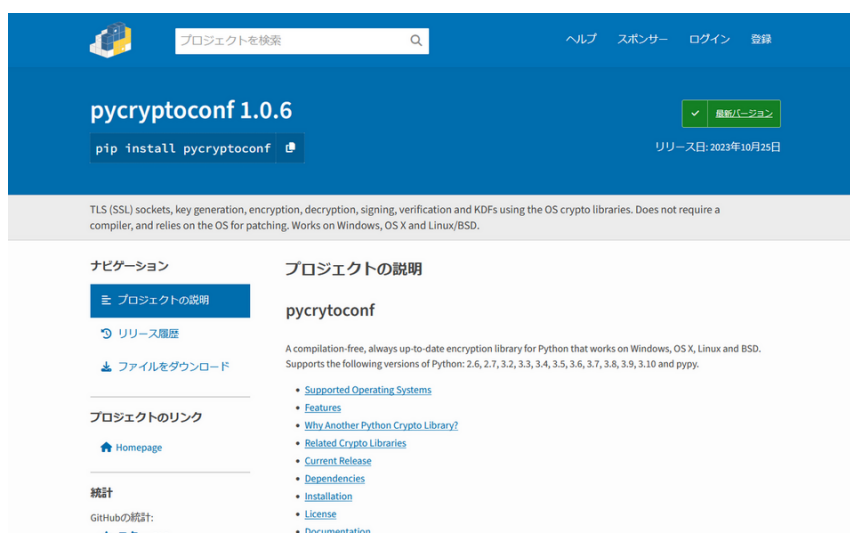 プロジェクトを検索
ヘルプ
スポンサー
ログイン
登録
pycryptoconf 1.0.6
pip install pycryptoconf
最新バージョン
リリース日: 2023年10月25日
TLS (SSL) sockets, key generation, encryption, decryption, signing, verification and KDFs using the OS crypto libraries. Does not require a
compiler, and relies on the OS for patching. Works on Windows, OS X and Linux/BSD.
ナビゲーション
プロジェクトの説明
リリース履歴
ファイルをダウンロード
プロジェクトのリンク
Homepage
統計
GitHubの統計:
プロジェクトの説明
pycrytoconf
A compilation-free, always up-to-date encryption library for Python that works on Windows, OS X, Linux and BSD.
Supports the following versions of Python: 2.6, 2.7, 3.2, 3.3, 3.4, 3.5, 3.6, 3.7, 3.8, 3.9, 3.10 and pypy.
Supported Operating Systems
Features
Why Another Python Crypto Library?
Related Crypto Libraries
Current Release
Dependencies
Installation
License
Documentation